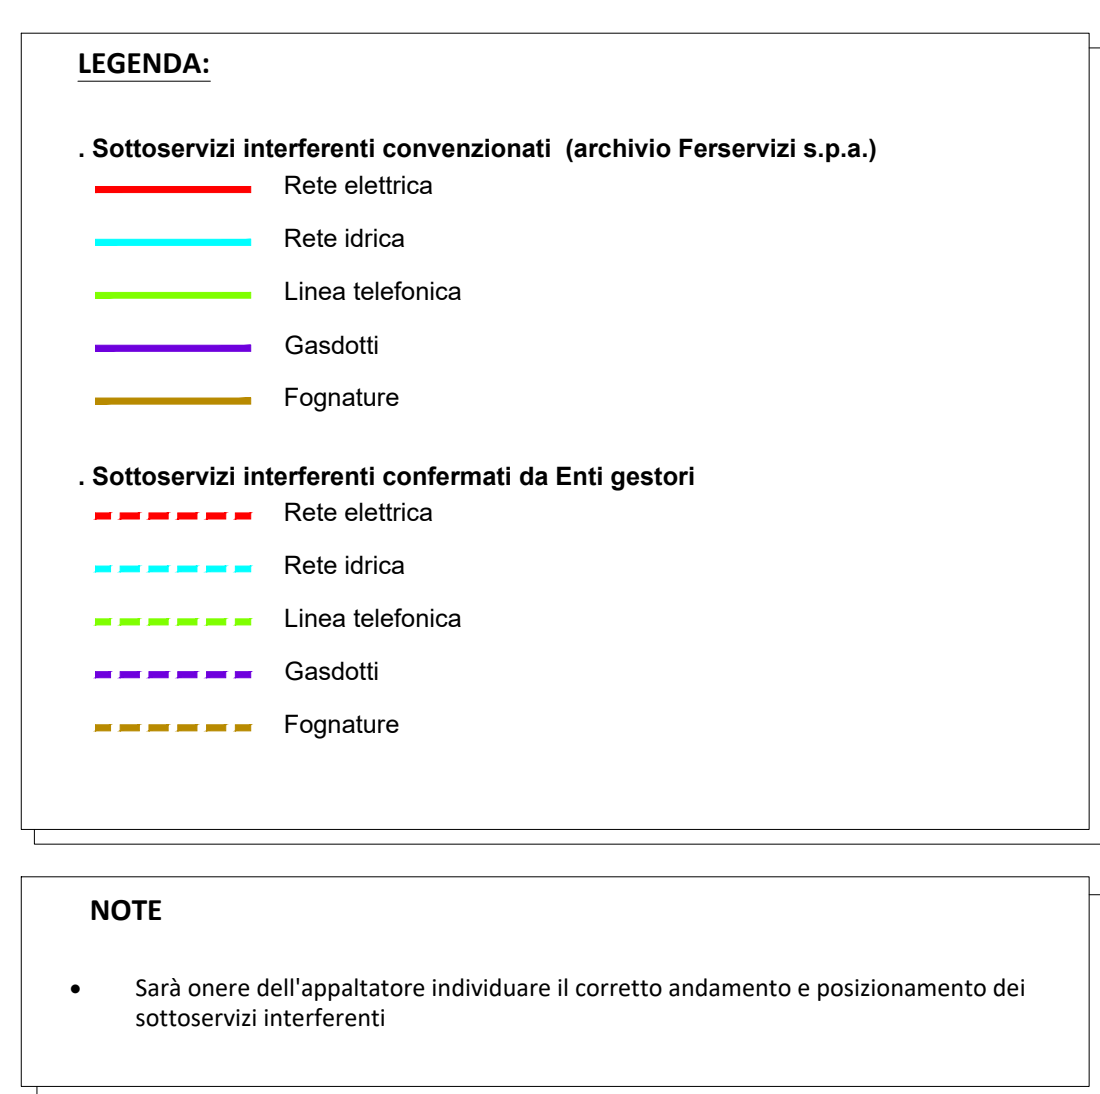 LEGENDA:
. Sottoservizi interferenti convenzionati  (archivio Ferservizi s.p.a.)
Rete elettrica
Rete idrica
Linea telefonica
Gasdotti
Fognature
. Sottoservizi interferenti confermati da Enti gestori
Rete elettrica
Rete idrica
Linea telefonica
Gasdotti
Fognature
NOTE
• Sarà onere dell'appaltatore individuare il corretto andamento e posizionamento dei
sottoservizi interferenti